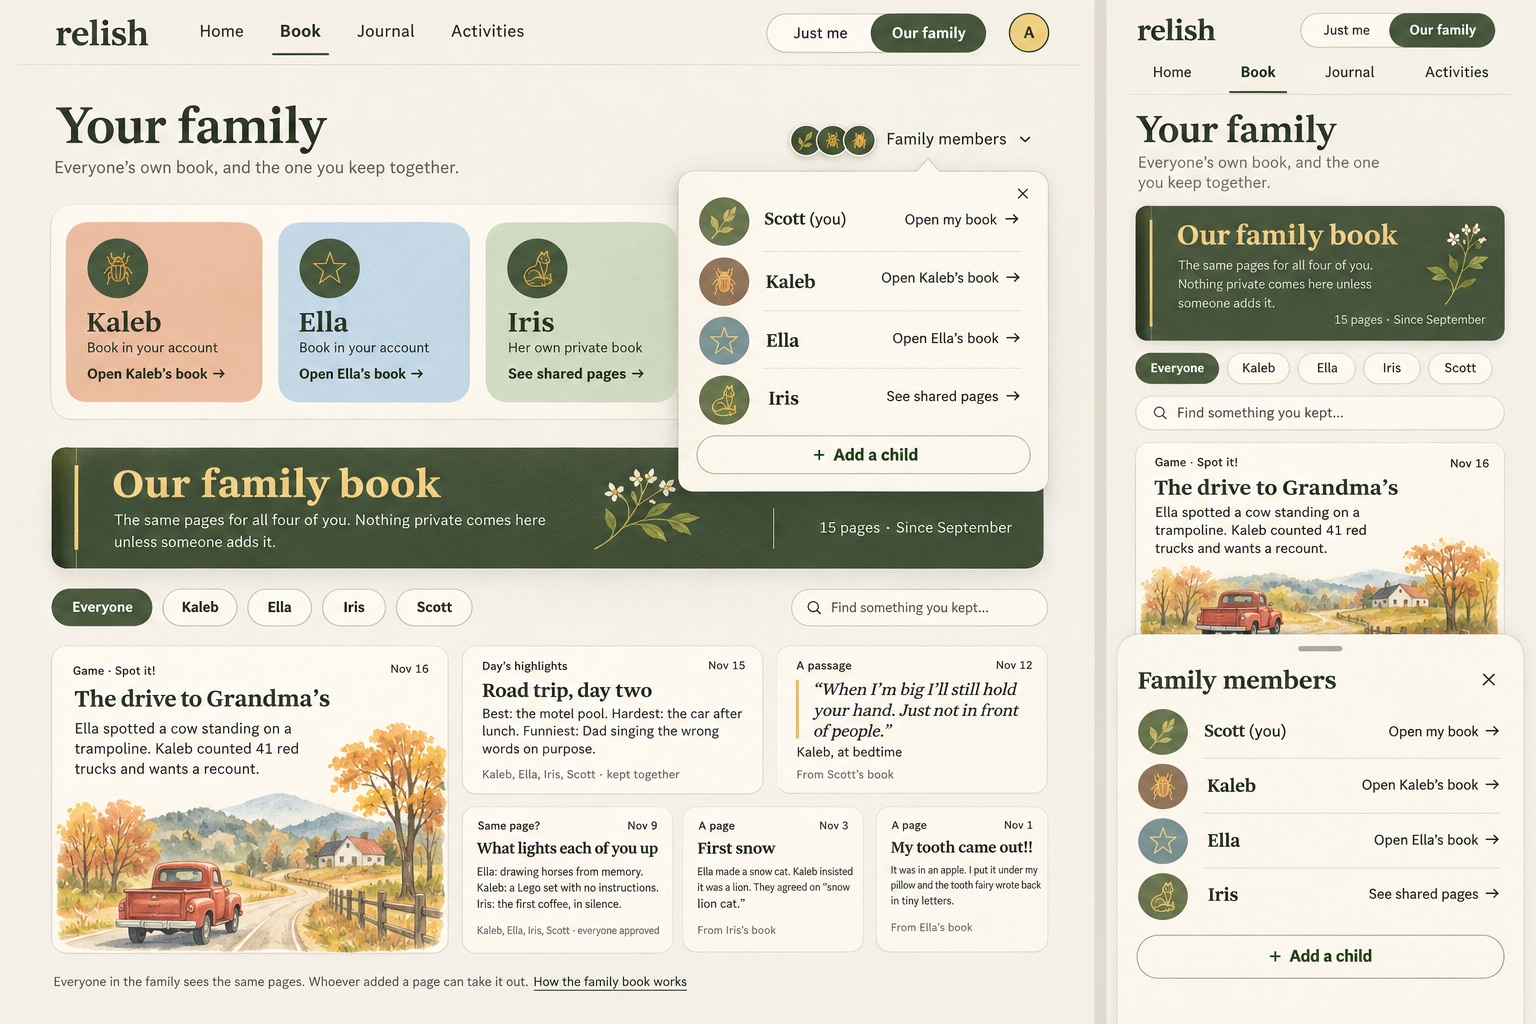 relish
Home
Book
Journal
Activities
Just me
Our family
A
Your family
Everyone's own book, and the one you keep together.
Family members
Kaleb
Book in your account
Open Kaleb's book →
Ella
Book in your account
Open Ella's book →
Iris
Her own private book
See shared pages →
Scott (you)
Open my book →
Kaleb
Open Kaleb's book →
Ella
Open Ella's book →
Iris
See shared pages →
+ Add a child
Our family book
The same pages for all four of you. Nothing private comes here
unless someone adds it.
15 pages · Since September
Everyone
Kaleb
Ella
Iris
Scott
Find something you kept...
Game · Spot it!
Nov 16
The drive to Grandma's
Ella spotted a cow standing on a
trampoline. Kaleb counted 41 red
trucks and wants a recount.
Day's highlights
Nov 15
Road trip, day two
Best: the motel pool. Hardest: the car after
lunch. Funniest: Dad singing the wrong
words on purpose.
Kaleb, Ella, Iris, Scott · kept together
A passage
Nov 12
“When I'm big I'll still hold
your hand. Just not in front
of people.”
Kaleb, at bedtime
From Scott's book
Same page?
Nov 9
What lights each of you up
Ella: drawing horses from memory.
Kaleb: a Lego set with no instructions.
Iris: the first coffee, in silence.
Kaleb, Ella, Iris, Scott · everyone approved
A page
Nov 3
First snow
Ella made a snow cat. Kaleb insisted
it was a lion. They agreed on “snow
lion cat.”
From Iris's book
A page
Nov 1
My tooth came out!!
It was in an apple. I put it under my
pillow and the tooth fairy wrote back
in tiny letters.
From Ella's book
Everyone in the family sees the same pages. Whoever added a page can take it out. How the family book works
relish
Just me
Our family
Home
Book
Journal
Activities
Your family
Everyone's own book, and the one
you keep together.
Our family book
The same pages for all four of you.
Nothing private comes here unless
someone adds it.
15 pages · Since September
Everyone
Kaleb
Ella
Iris
Scott
Find something you kept...
Game · Spot it!
Nov 16
The drive to Grandma's
Ella spotted a cow standing on a
trampoline. Kaleb counted 41 red
trucks and wants a recount.
Family members
Scott (you)
Open my book →
Kaleb
Open Kaleb's book →
Ella
Open Ella's book →
Iris
See shared pages →
+ Add a child